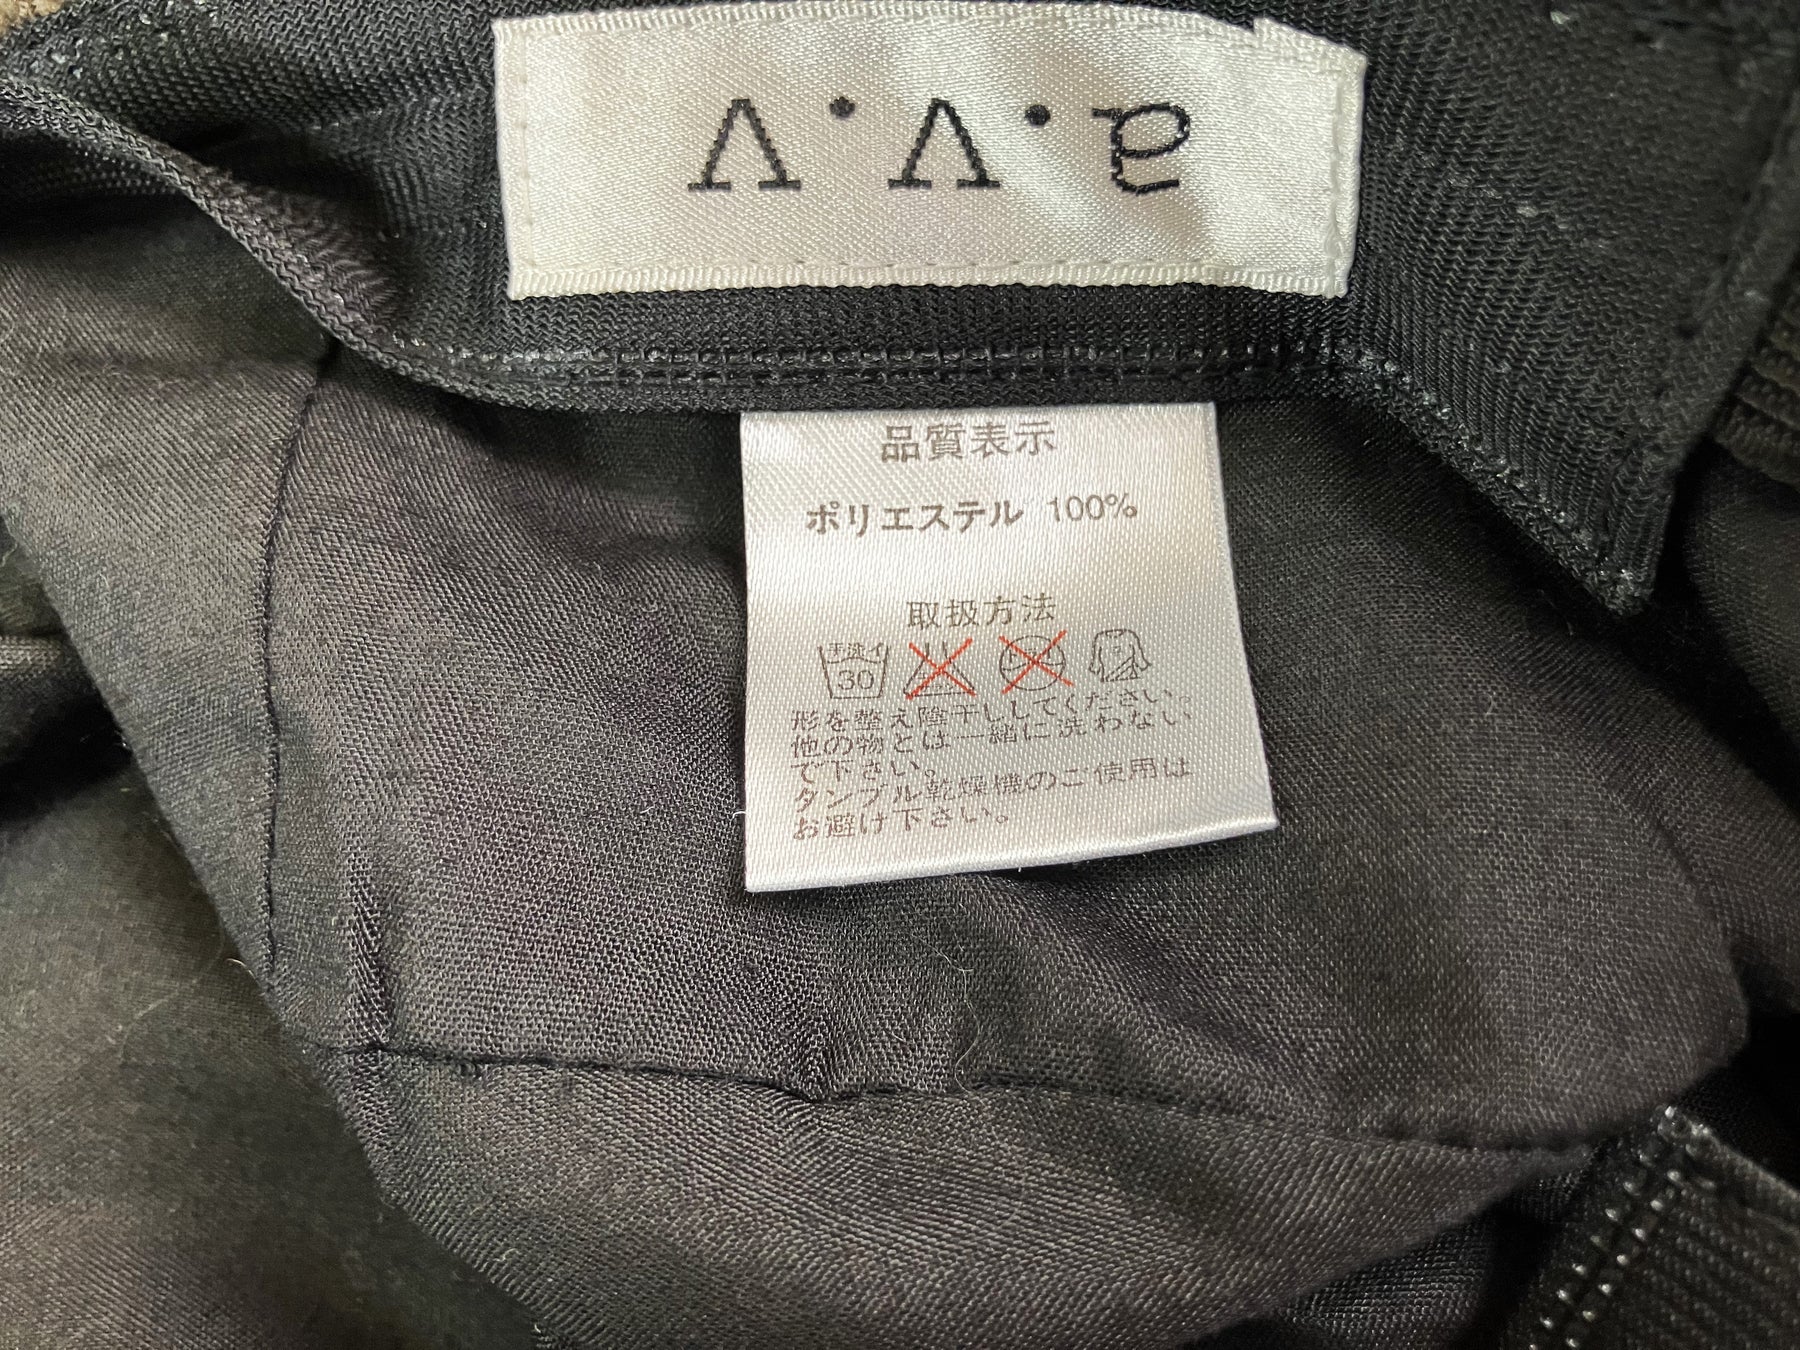 a.v.v
品質表示
ポリエステル 100%
取扱方法
手洗イ
30
形を整え陰干ししてください。
他の物とは一緒に洗わない
で下さい。
タンブル乾燥機のご使用は
お避け下さい。